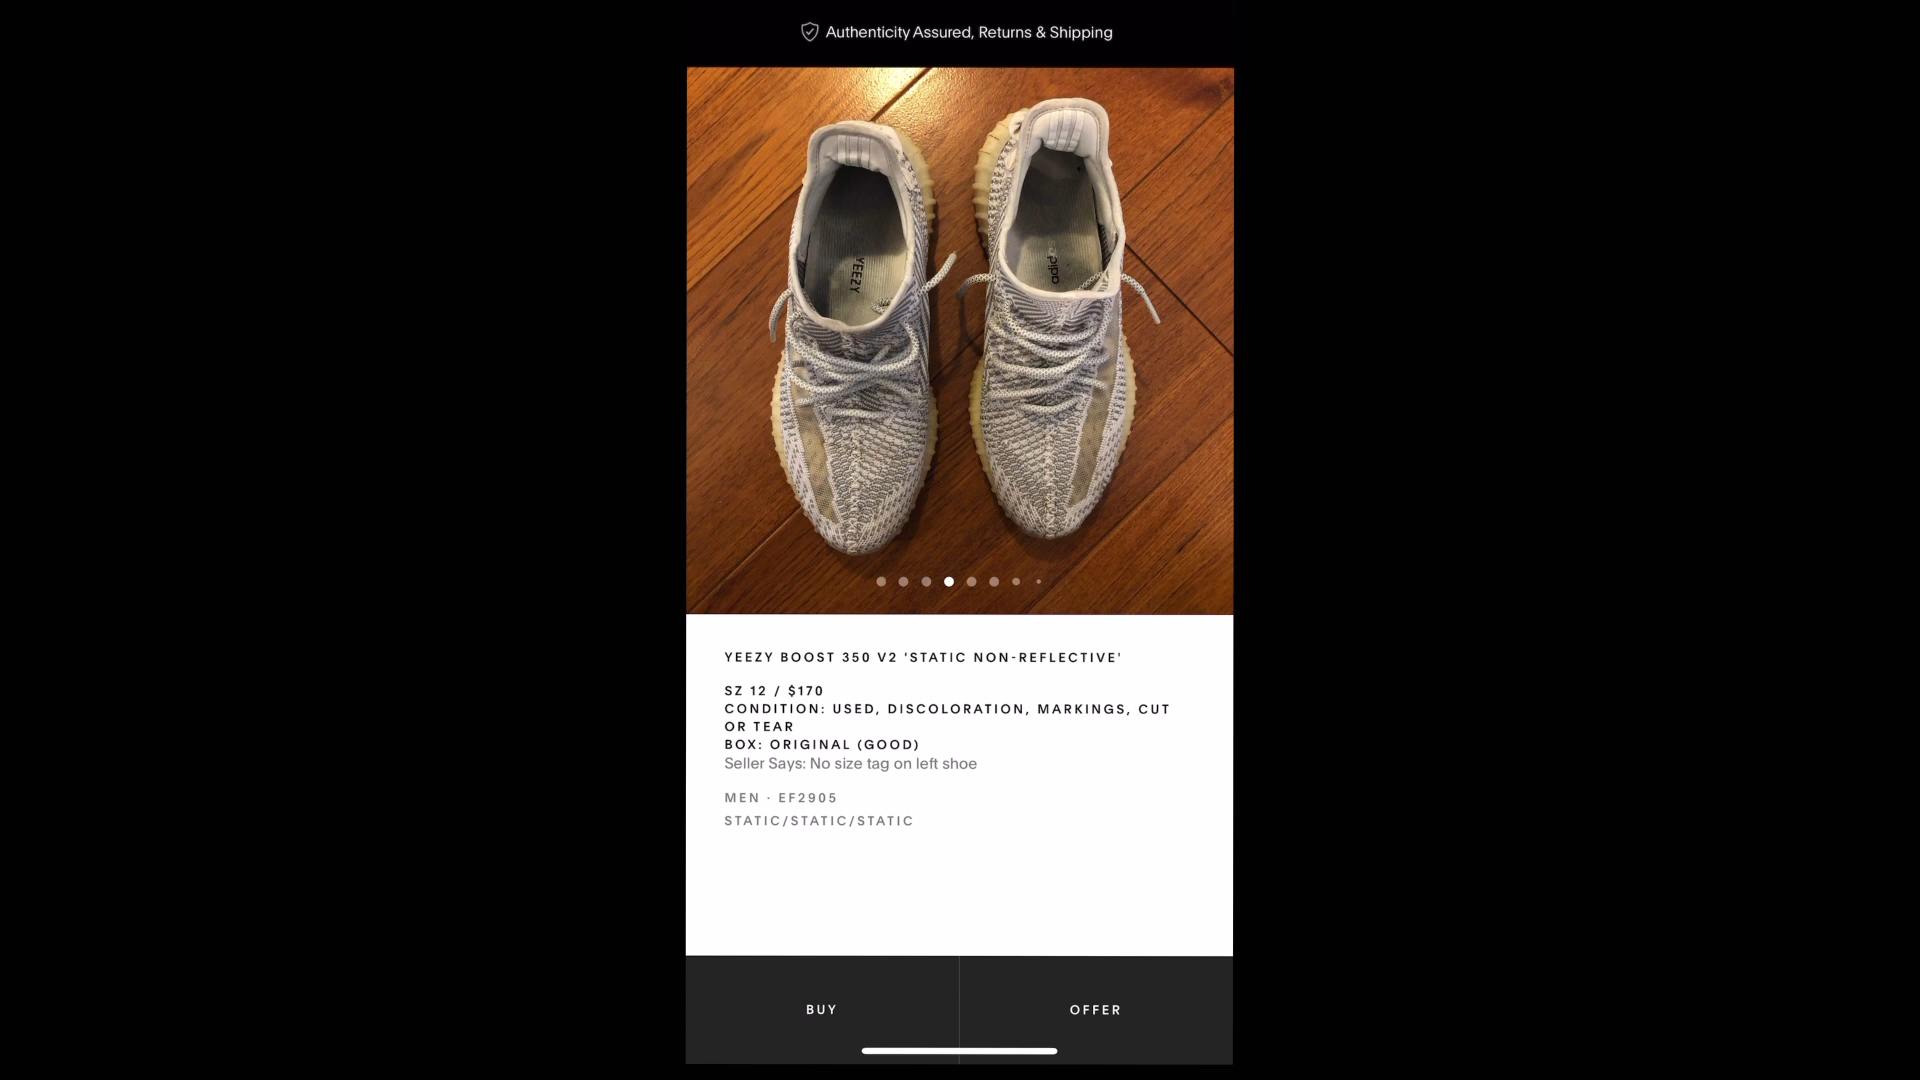 Authenticity Assured, Returns & Shipping
YEEZY
adidas
YEEZY BOOST 350 V2 'STATIC NON-REFLECTIVE'
SZ 12 / $170
CONDITION: USED, DISCOLORATION, MARKINGS, CUT
OR TEAR
BOX: ORIGINAL (GOOD)
Seller Says: No size tag on left shoe
MEN · EF2905
STATIC/STATIC/STATIC
BUY
OFFER